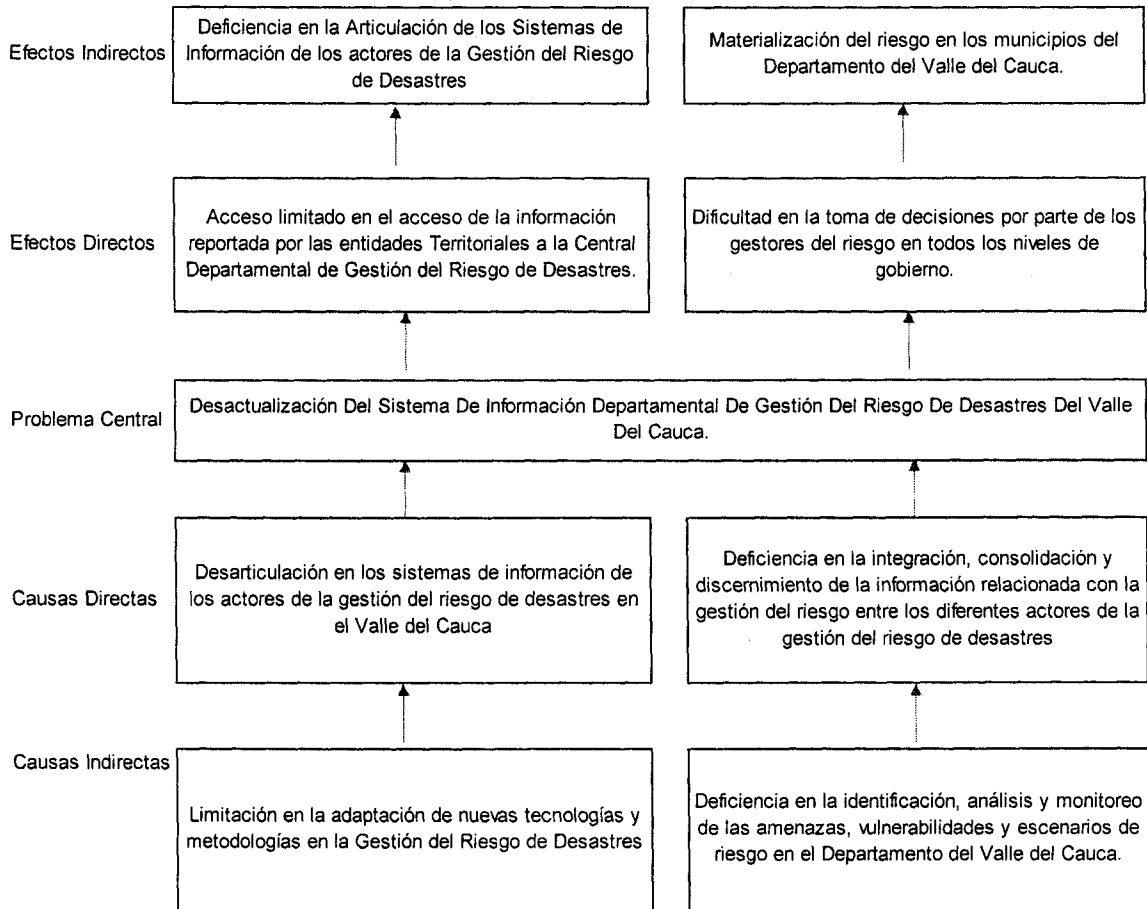 Efectos Indirectos
Deficiencia en la Articulación de los Sistemas de
Información de los actores de la Gestión del Riesgo
de Desastres
Materialización del riesgo en los municipios del
Departamento del Valle del Cauca.
Efectos Directos
Acceso limitado en el acceso de la información
reportada por las entidades Territoriales a la Central
Departamental de Gestión del Riesgo de Desastres.
Dificultad en la toma de decisiones por parte de los
gestores del riesgo en todos los niveles de
gobierno.
Problema Central
Desactualización Del Sistema De Información Departamental De Gestión Del Riesgo De Desastres Del Valle
Del Cauca.
Causas Directas
Desarticulación en los sistemas de información de
los actores de la gestión del riesgo de desastres en
el Valle del Cauca
Deficiencia en la integración, consolidación y
discernimiento de la información relacionada con la
gestión del riesgo entre los diferentes actores de la
gestión del riesgo de desastres
Causas Indirectas
Limitación en la adaptación de nuevas tecnologías y
metodologías en la Gestión del Riesgo de Desastres
Deficiencia en la identificación, análisis y monitoreo
de las amenazas, vulnerabilidades y escenarios de
riesgo en el Departamento del Valle del Cauca.